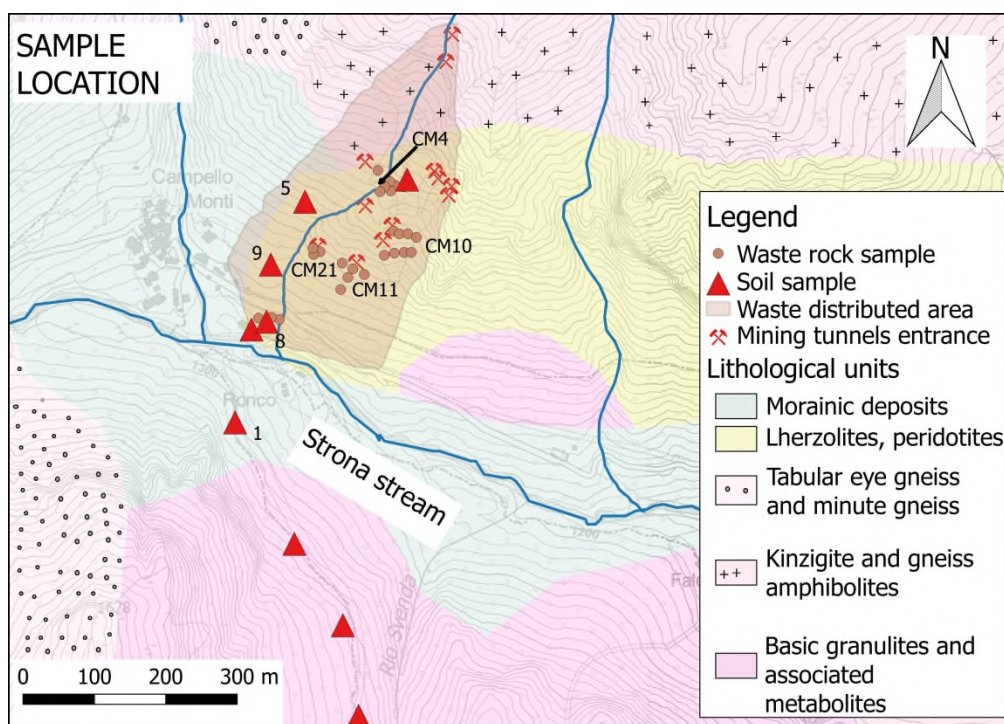 SAMPLE
LOCATION
N
CM4
Campello
Monti
5
9
CM10
CM21
CM11
8
1300
Ronco
1
Strona stream
1200
Rio Sverda
Legend
Waste rock sample
Soil sample
Waste distributed area
Mining tunnels entrance
Lithological units
Morainic deposits
Lherzolites, peridotites
Tabular eye gneiss
and minute gneiss
Kinzigite and gneiss
amphibolites
Basic granulites and
associated
metabolites
0 100 200 300 m